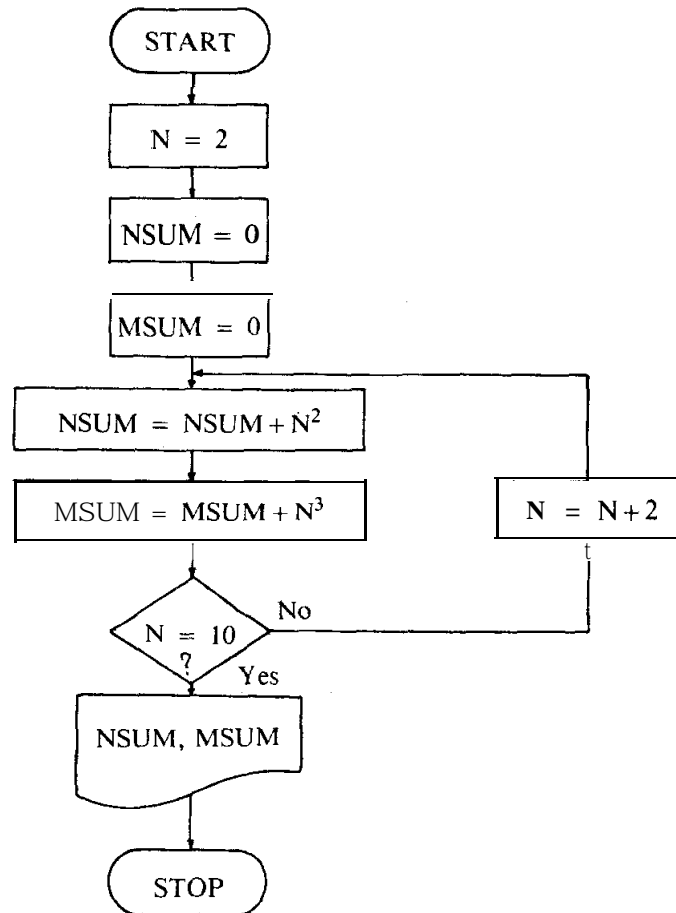 START
N = 2
NSUM = 0
MSUM = 0
NSUM = NSUM + N²
MSUM = MSUM + N³
N = N + 2
t
N = 10
?
No
Yes
NSUM, MSUM
STOP